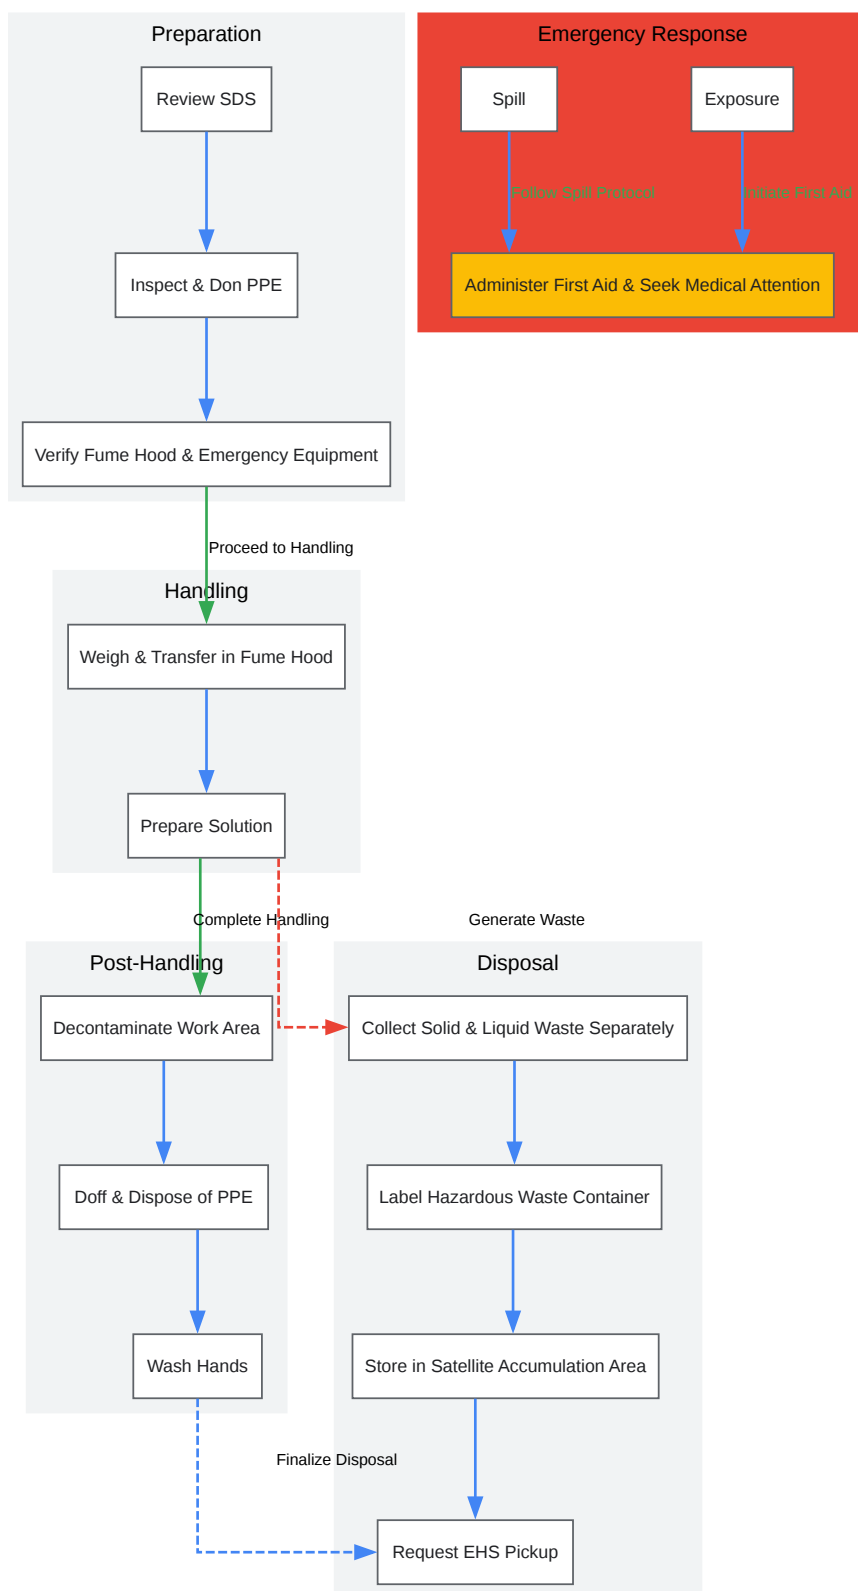 Preparation
Review SDS
Inspect & Don PPE
Verify Fume Hood & Emergency Equipment
Emergency Response
Spill
Exposure
Follow Spill Protocol
Initiate First Aid
Administer First Aid & Seek Medical Attention
Proceed to Handling
Handling
Weigh & Transfer in Fume Hood
Prepare Solution
Complete Handling
Generate Waste
Post-Handling
Decontaminate Work Area
Doff & Dispose of PPE
Wash Hands
Disposal
Collect Solid & Liquid Waste Separately
Label Hazardous Waste Container
Store in Satellite Accumulation Area
Finalize Disposal
Request EHS Pickup